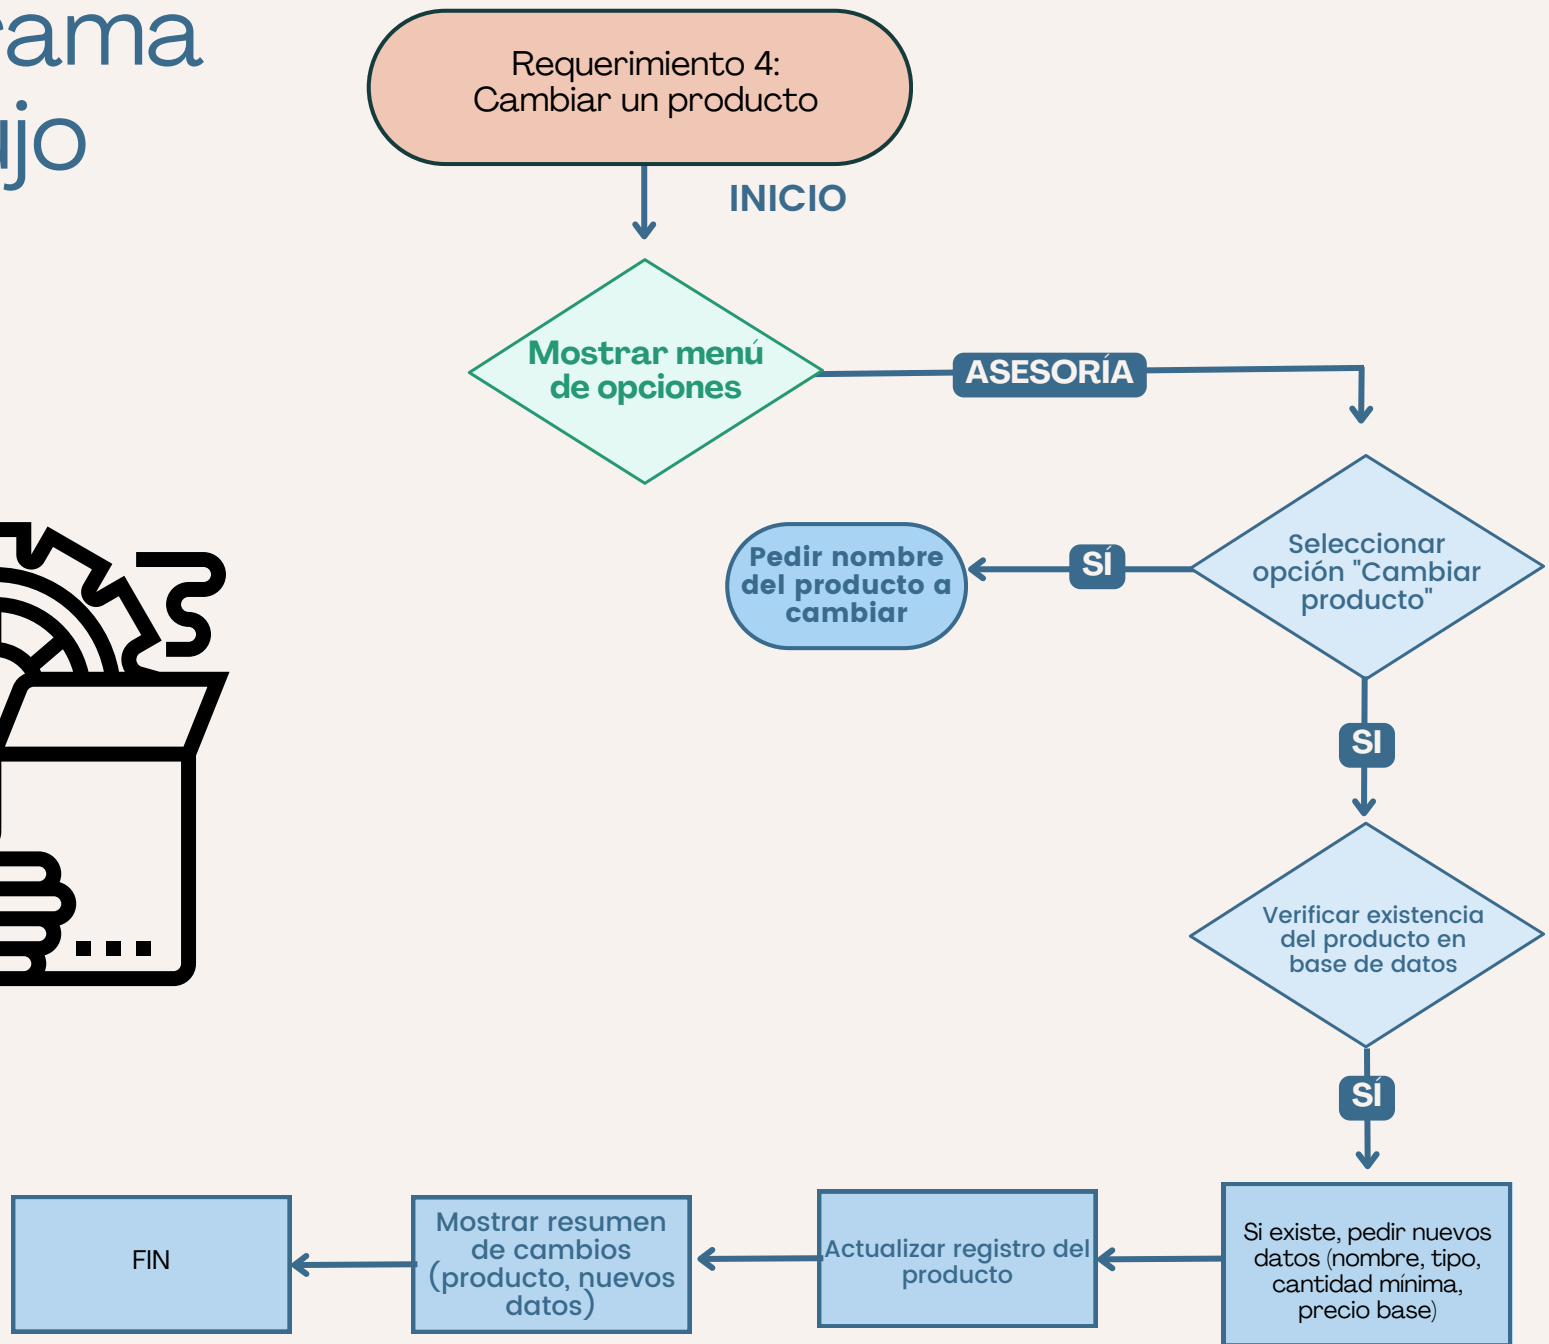 rama
ujo
Requerimiento 4:
Cambiar un producto
INICIO
Mostrar menú
de opciones
ASESORÍA
Seleccionar
opción "Cambiar
producto"
SÍ
Pedir nombre
del producto a
cambiar
SI
Verificar existencia
del producto en
base de datos
SÍ
Si existe, pedir nuevos
datos (nombre, tipo,
cantidad mínima,
precio base)
Actualizar registro del
producto
Mostrar resumen
de cambios
(producto, nuevos
datos)
FIN